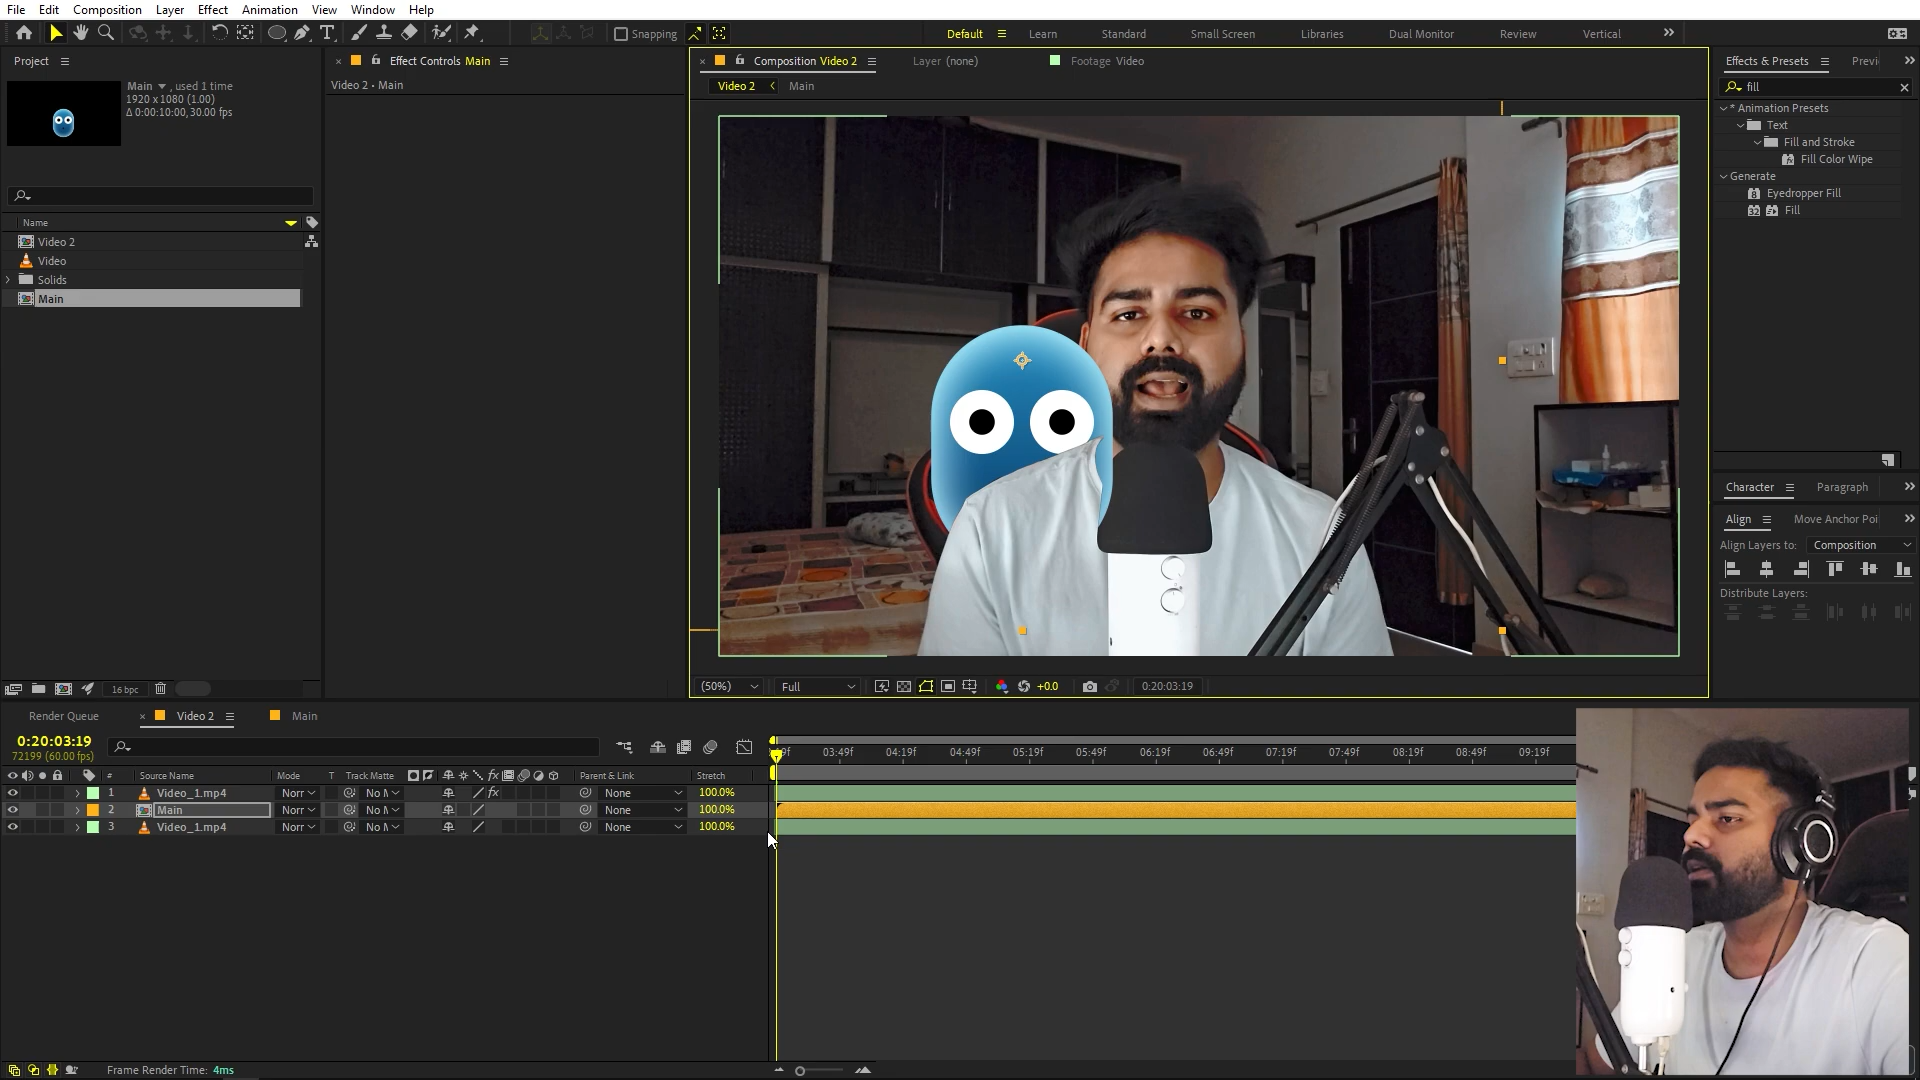 File Edit Composition Layer Effect Animation View Window Help
Snapping Default Learn Standard Small Screen Libraries Dual Monitor Review Vertical
Project
Effect Controls Main
Composition Video 2
Layer (none)
Footage Video
Effects & Presets
Main , used 1 time
1920 x 1080 (1.00)
Δ 0:00:10:00, 30.00 fps
Video 2 • Main
Video 2 Main
fill
* Animation Presets
Text
Fill and Stroke
Fill Color Wipe
Generate
Eyedropper Fill
Fill
Name
Video 2
Video
Solids
Main
Character Paragraph
Align Move Anchor Poi
Align Layers to: Composition
Distribute Layers:
16 bpc
(50%) Full +0.0 0:20:03:19
Render Queue Video 2 Main
0:20:03:19
72199 (60.00 fps)
03:49f 04:19f 04:49f 05:19f 05:49f 06:19f 06:49f 07:19f 07:49f 08:19f 08:49f 09:19f
# Source Name Mode T Track Matte fx Parent & Link Stretch
1 Video_1.mp4 Norr No M fx None 100.0%
2 Main Norr No M None 100.0%
3 Video_1.mp4 Norr No M None 100.0%
Frame Render Time: 4ms